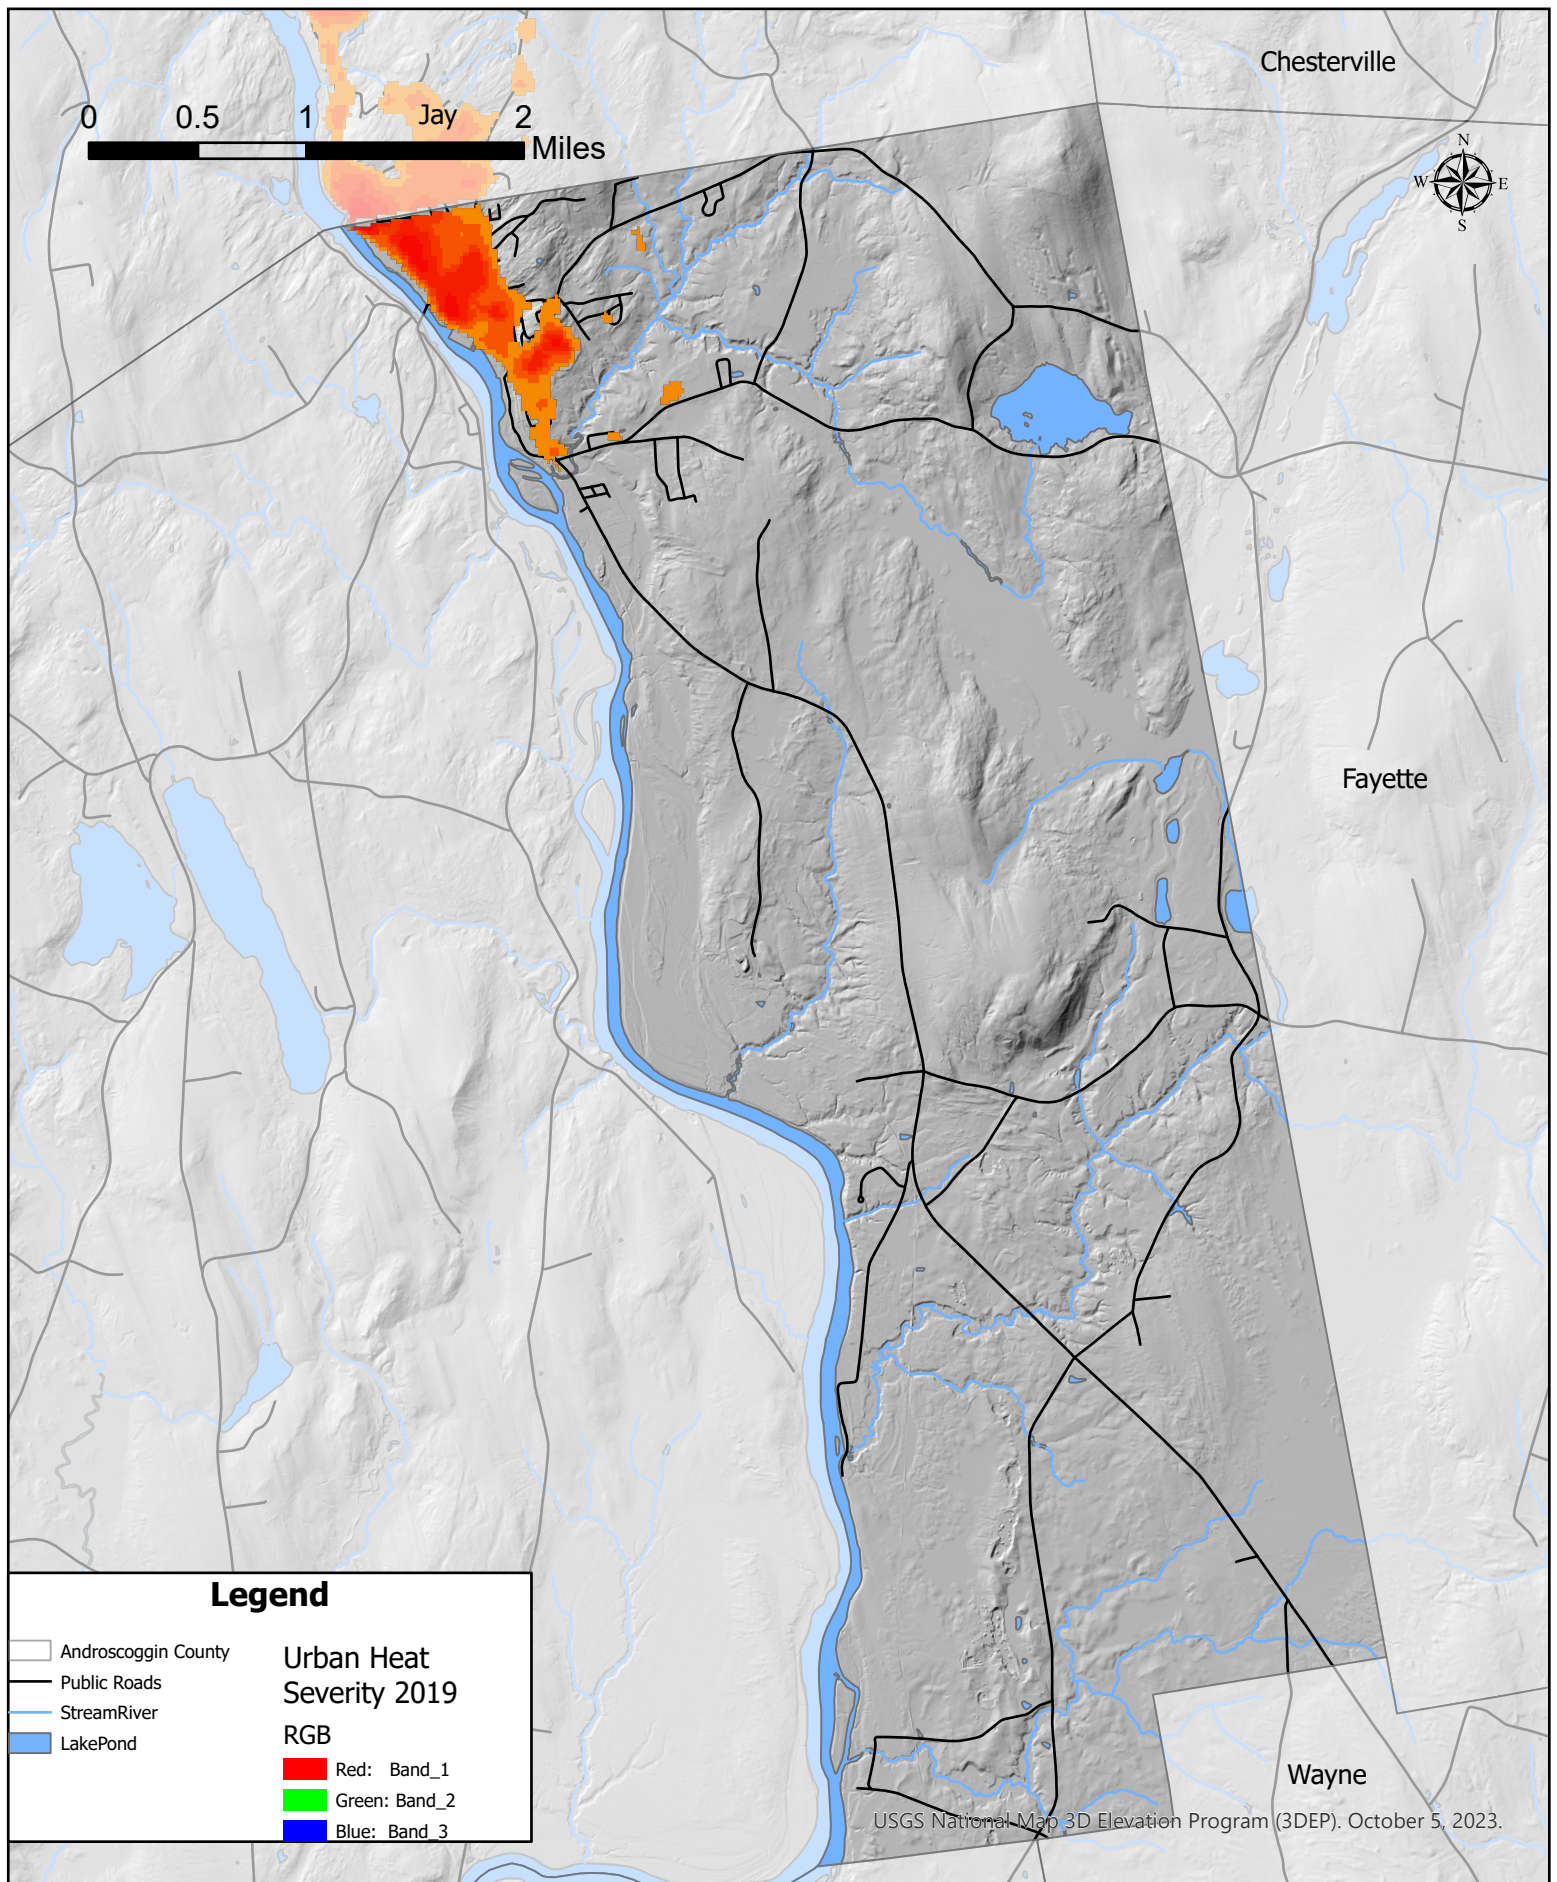 Chesterville
0 0.5 1 Jay 2
Miles
N
W E
S
Fayette
Legend
Androscoggin County
Public Roads
StreamRiver
LakePond
Urban Heat
Severity 2019
RGB
Red: Band_1
Green: Band_2
Blue: Band_3
Wayne
USGS National Map 3D Elevation Program (3DEP). October 5, 2023.